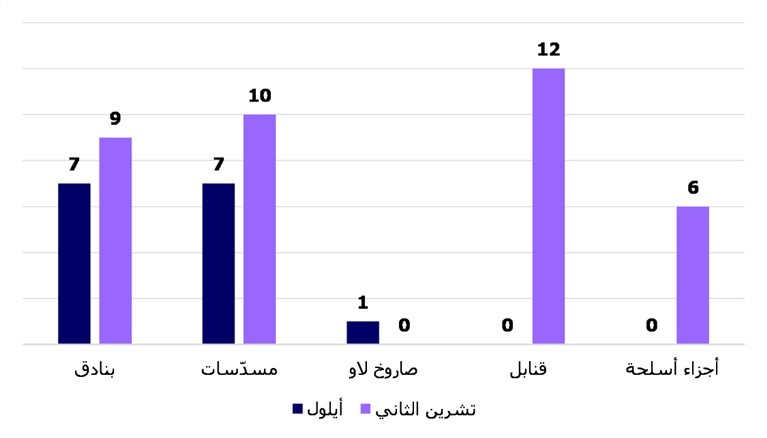 12
10
9
7
7
6
1
0
0
0
بنادق
مسدّسات
صاروخ لاو
قنابل
أجزاء أسلحة
أيلول
تشرين الثاني